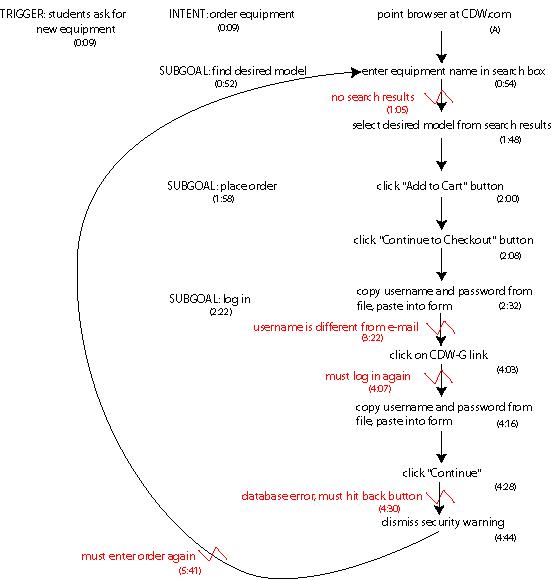 TRIGGER: students ask for
new equipment
(0:09)
INTENT: order equipment
(0:09)
point browser at CDW.com
(A)
SUBGOAL: find desired model
(0:52)
enter equipment name in search box
(0:54)
no search results
(1:05)
select desired model from search results
(1:48)
SUBGOAL: place order
(1:58)
click "Add to Cart" button
(2:00)
click "Continue to Checkout" button
(2:08)
SUBGOAL: log in
(2:22)
copy username and password from
file, paste into form
(2:32)
username is different from e-mail
(3:22)
click on CDW-G link
(4:03)
must log in again
(4:07)
copy username and password from
file, paste into form
(4:16)
click "Continue"
(4:28)
database error, must hit back button
(4:30)
dismiss security warning
(4:44)
must enter order again
(5:41)